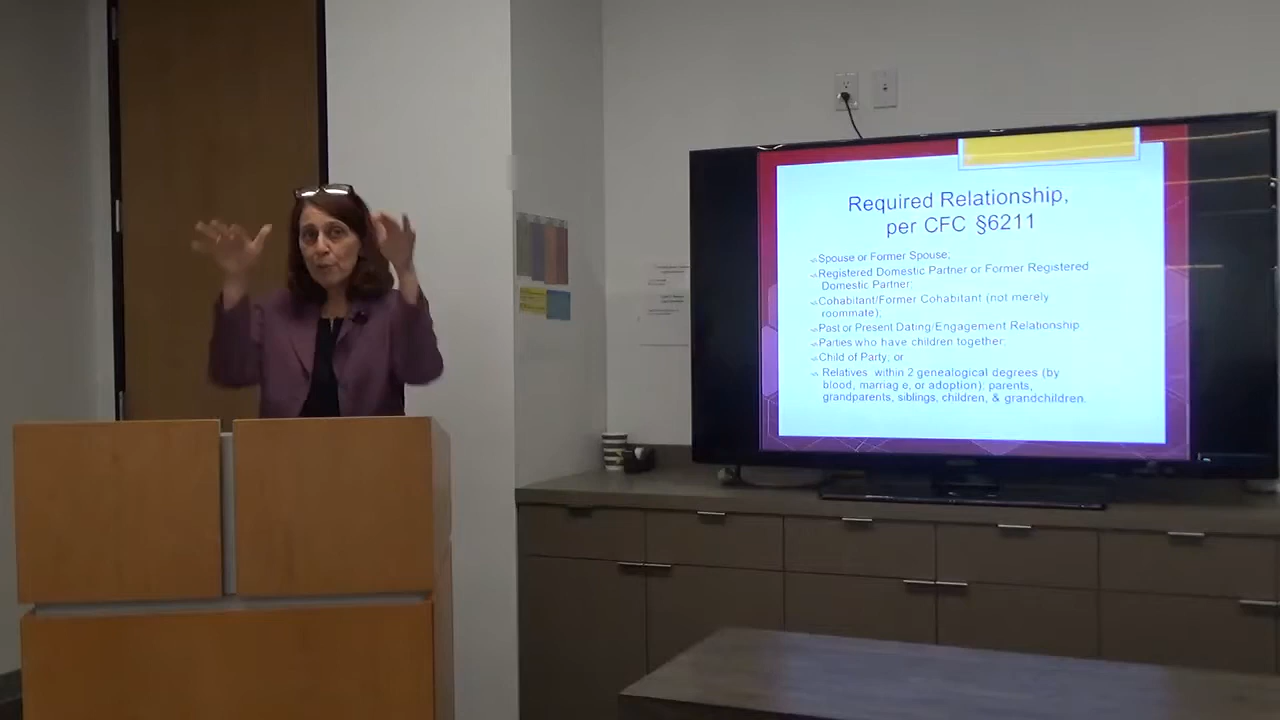 Required Relationship,
per CFC §6211
Spouse or Former Spouse;
Registered Domestic Partner or Former Registered
Domestic Partner;
Cohabitant/Former Cohabitant (not merely
roommate);
Past or Present Dating/Engagement Relationship
Parties who have children together;
Child of Party; or
Relatives within 2 genealogical degrees (by
blood, marriag e, or adoption): parents,
grandparents, siblings, children, & grandchildren.